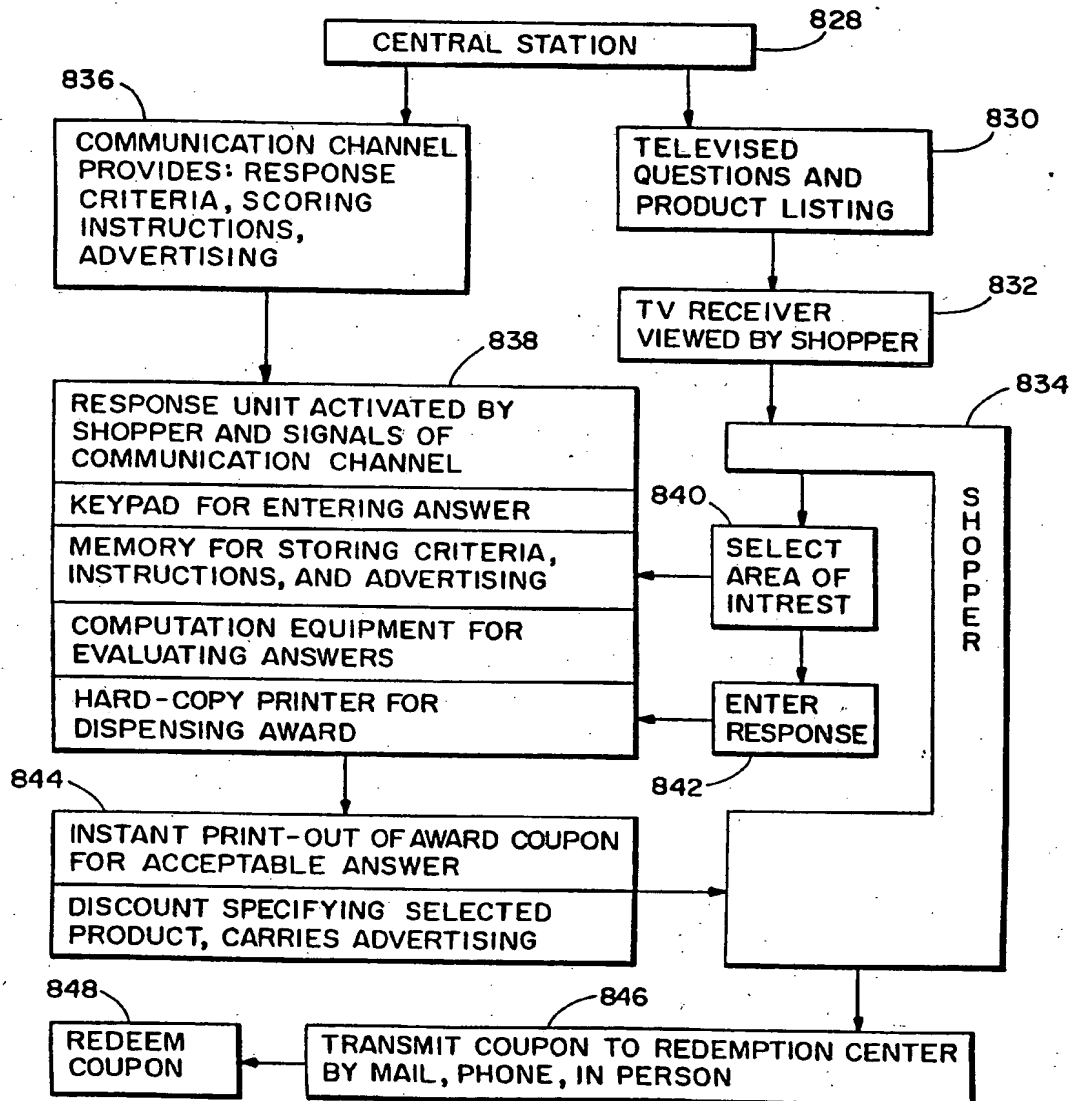 828
CENTRAL STATION
836
COMMUNICATION CHANNEL
PROVIDES: RESPONSE
CRITERIA, SCORING
INSTRUCTIONS,
ADVERTISING
830
TELEVISED
QUESTIONS AND
PRODUCT LISTING
832
TV RECEIVER
VIEWED BY SHOPPER
834
SHOPPER
838
RESPONSE UNIT ACTIVATED BY
SHOPPER AND SIGNALS OF
COMMUNICATION CHANNEL
KEYPAD FOR ENTERING ANSWER
MEMORY FOR STORING CRITERIA,
INSTRUCTIONS, AND ADVERTISING
COMPUTATION EQUIPMENT FOR
EVALUATING ANSWERS
HARD-COPY PRINTER FOR
DISPENSING AWARD
840
SELECT
AREA OF
INTREST
ENTER
RESPONSE
842
844
INSTANT PRINT-OUT OF AWARD COUPON
FOR ACCEPTABLE ANSWER
DISCOUNT SPECIFYING SELECTED
PRODUCT, CARRIES ADVERTISING
846
TRANSMIT COUPON TO REDEMPTION CENTER
BY MAIL, PHONE, IN PERSON
848
REDEEM
COUPON